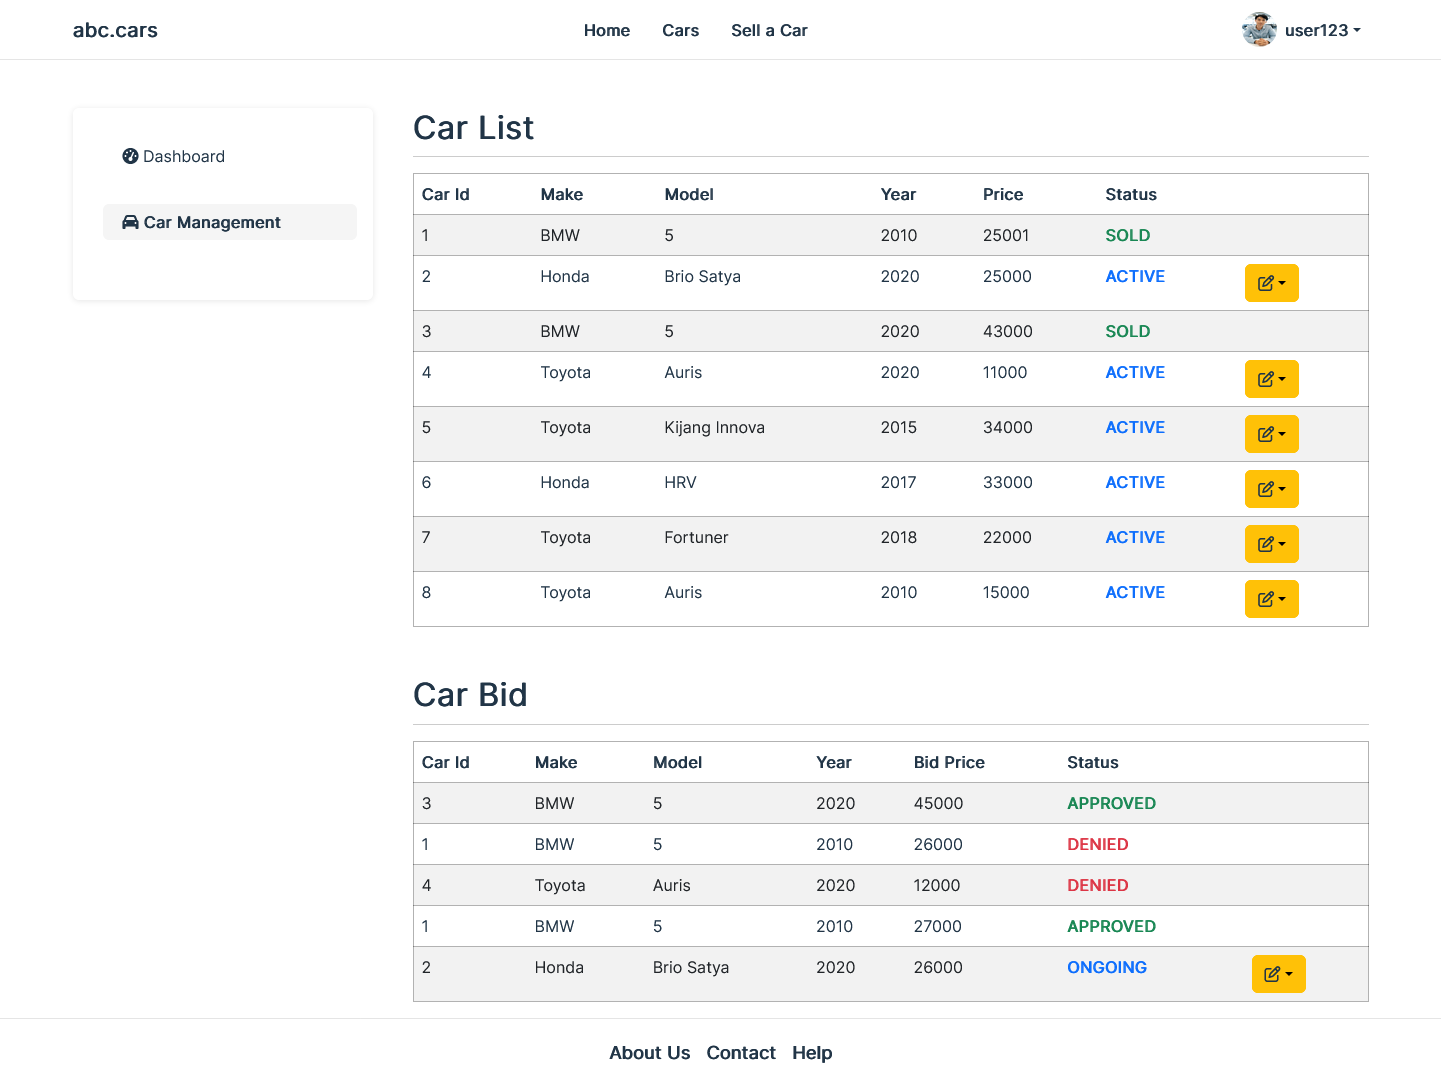 abc.cars Home Cars Sell a Car user123
Dashboard
Car Management
Car List
Car Id Make Model Year Price Status
1 BMW 5 2010 25001 SOLD
2 Honda Brio Satya 2020 25000 ACTIVE
3 BMW 5 2020 43000 SOLD
4 Toyota Auris 2020 11000 ACTIVE
5 Toyota Kijang Innova 2015 34000 ACTIVE
6 Honda HRV 2017 33000 ACTIVE
7 Toyota Fortuner 2018 22000 ACTIVE
8 Toyota Auris 2010 15000 ACTIVE
Car Bid
Car Id Make Model Year Bid Price Status
3 BMW 5 2020 45000 APPROVED
1 BMW 5 2010 26000 DENIED
4 Toyota Auris 2020 12000 DENIED
1 BMW 5 2010 27000 APPROVED
2 Honda Brio Satya 2020 26000 ONGOING
About Us Contact Help